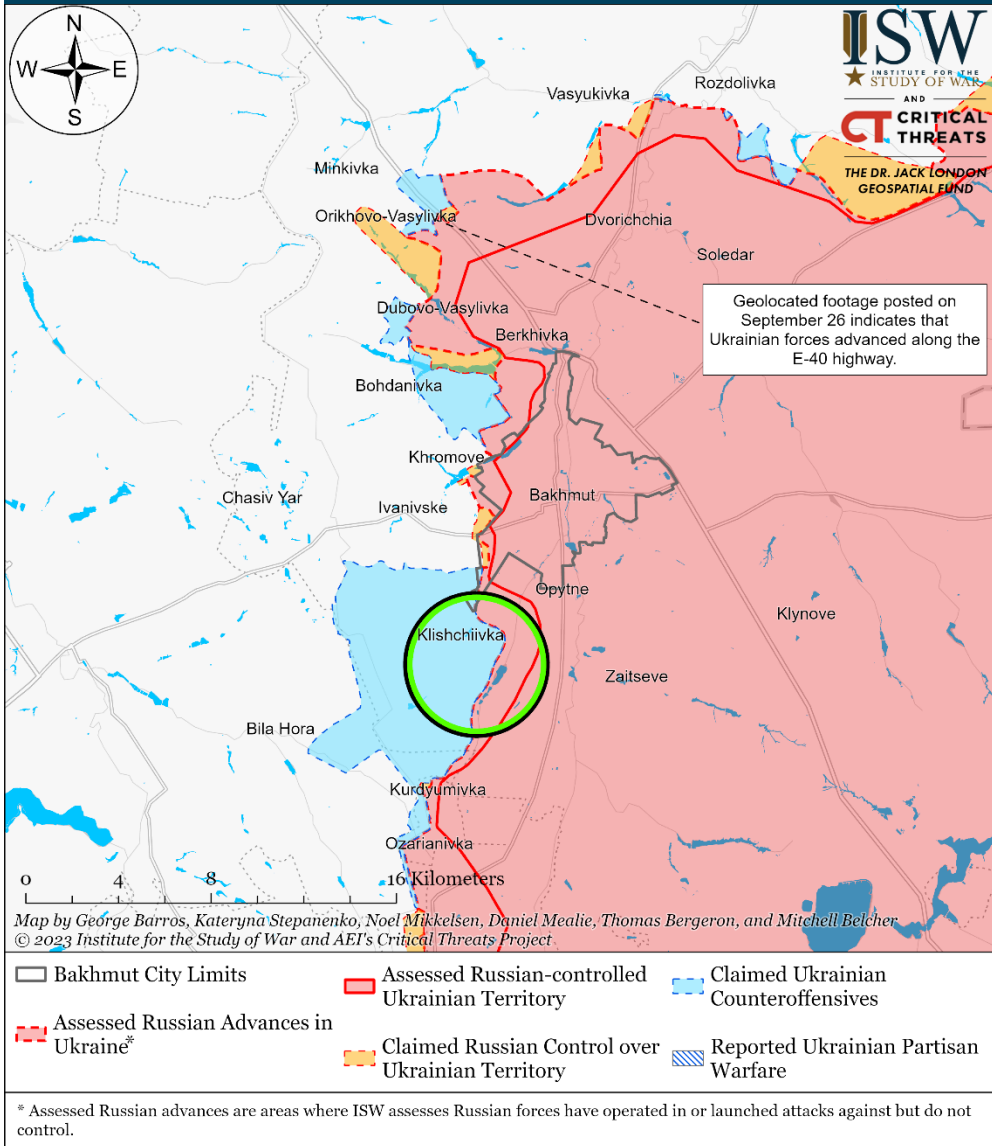 N
W E
S
ISW
INSTITUTE FOR THE
STUDY OF WAR
AND
CT CRITICAL
THREATS
THE DR. JACK LONDON
GEOSPATIAL FUND
Rozdolivka
Vasyukivka
Minkivka
Orikhovo-Vasylivka
Dvorichchia
Soledar
Geolocated footage posted on
September 26 indicates that
Ukrainian forces advanced along the
E-40 highway.
Dubovo-Vasylivka
Berkhivka
Bohdanivka
Khromove
Chasiv Yar
Bakhmut
Ivanivske
Opytne
Klynove
Klishchiivka
Zaitseve
Bila Hora
Kurdyumivka
Ozarianivka
0 4 8 16 Kilometers
Map by George Barros, Kateryna Stepanenko, Noel Mikkelsen, Daniel Mealie, Thomas Bergeron, and Mitchell Belcher
© 2023 Institute for the Study of War and AEI's Critical Threats Project
Bakhmut City Limits
Assessed Russian Advances in
Ukraine*
Assessed Russian-controlled
Ukrainian Territory
Claimed Russian Control over
Ukrainian Territory
Claimed Ukrainian
Counteroffensives
Reported Ukrainian Partisan
Warfare
* Assessed Russian advances are areas where ISW assesses Russian forces have operated in or launched attacks against but do not
control.